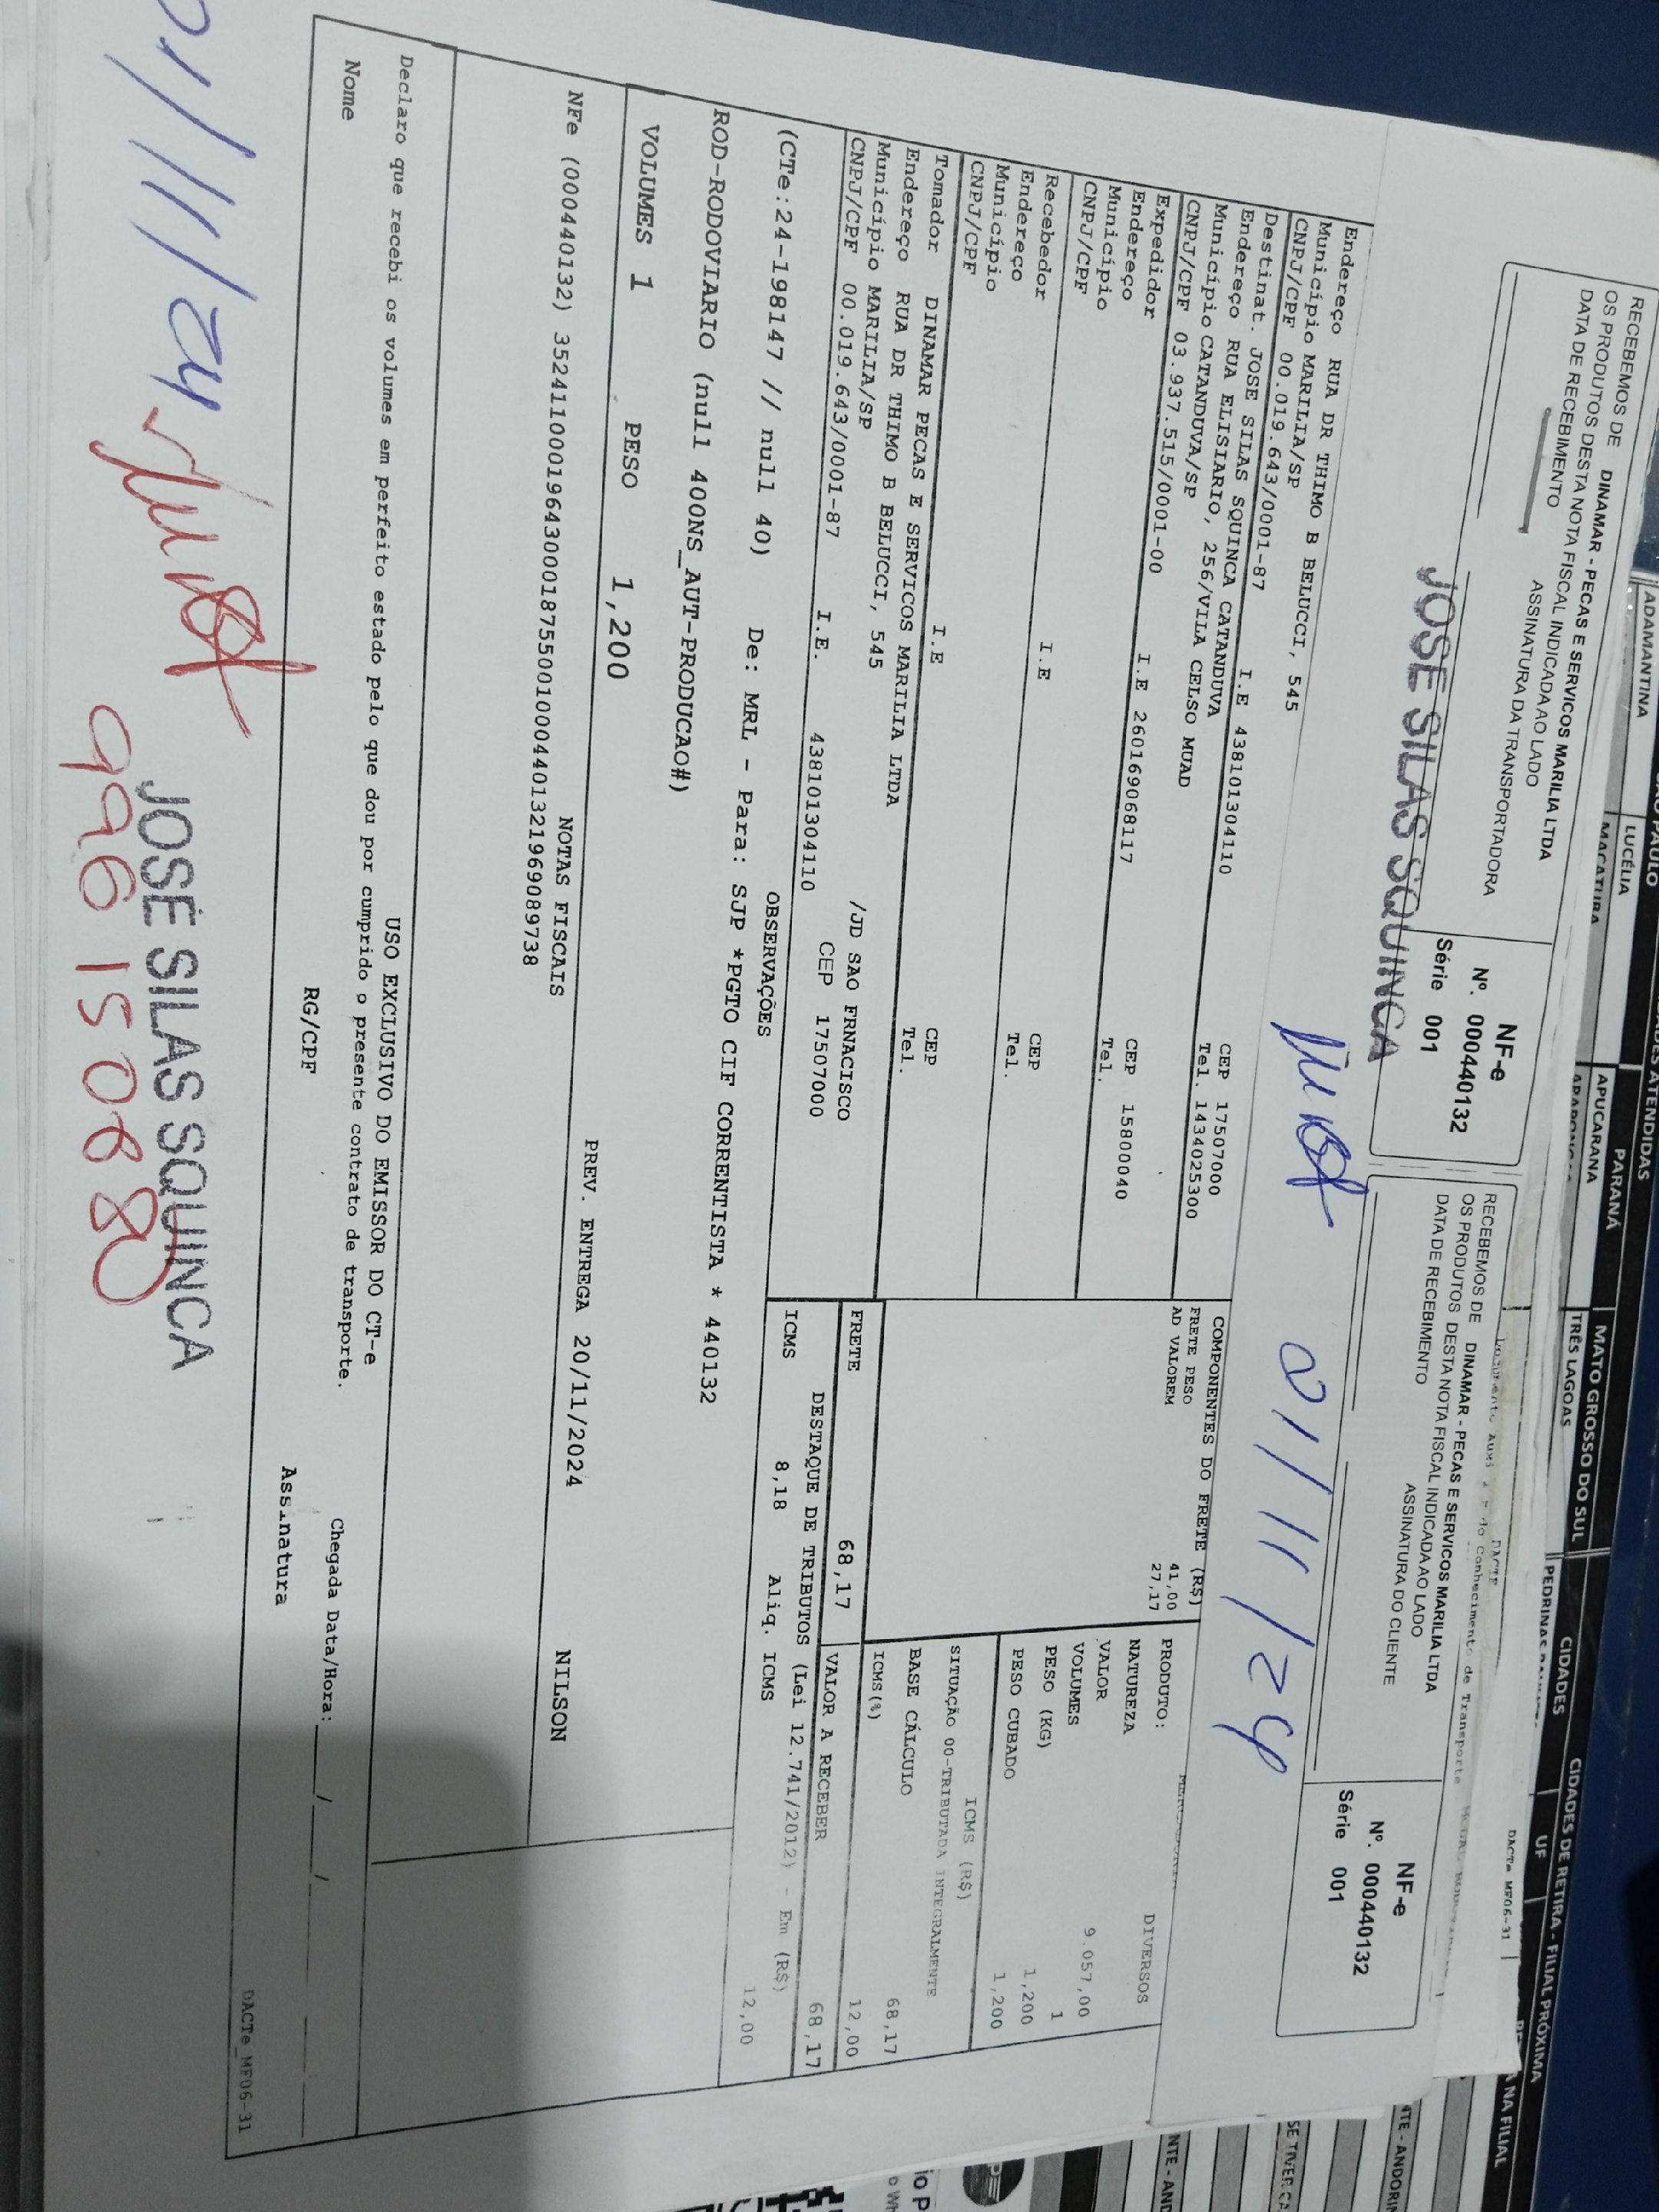 RECEBEMOS DE DINAMAR - PECAS E SERVICOS MARILIA LTDA
OS PRODUTOS DESTA NOTA FISCAL INDICADA AO LADO
DATA DE RECEBIMENTO ASSINATURA DA TRANSPORTADORA
NF-e
Nº. 000440132
Série 001
JOSE SILAS SQUINCA
RECEBEMOS DE DINAMAR - PECAS E SERVICOS MARILIA LTDA
OS PRODUTOS DESTA NOTA FISCAL INDICADA AO LADO
DATA DE RECEBIMENTO ASSINATURA DO CLIENTE
NF-e
Nº. 000440132
Série 001
01/11/24
Endereço RUA DR THIMO B BELUCCI, 545
Município MARILIA/SP
CNPJ/CPF 00.019.643/0001-87 I.E 438101304110 CEP 17507000
Tel. 1434025300
Destinat. JOSE SILAS SQUINCA CATANDUVA
Endereço RUA ELISIARIO, 256/VILA CELSO MUAD
Município CATANDUVA/SP CEP 15800040
CNPJ/CPF 03.937.515/0001-00 I.E 260169068117 Tel.
Expedidor
Endereço
Município CEP
CNPJ/CPF I.E Tel.
Recebedor
Endereço
Município CEP
CNPJ/CPF I.E Tel.
Tomador DINAMAR PECAS E SERVICOS MARILIA LTDA
Endereço RUA DR THIMO B BELUCCI, 545 /JD SAO FRNACISCO
Município MARILIA/SP CEP 17507000
CNPJ/CPF 00.019.643/0001-87 I.E. 438101304110
COMPONENTES DO FRETE (R$)
FRETE PESO 41,00
AD VALOREM 27,17
PRODUTO:
NATUREZA DIVERSOS
VALOR 9.057,00
VOLUMES 1
PESO (KG) 1,200
PESO CUBADO 1,200
ICMS (R$)
SITUAÇÃO 00-TRIBUTADA INTEGRALMENTE
BASE CÁLCULO 68,17
ICMS(%) 12,00
FRETE 68,17 VALOR A RECEBER 68,17
DESTAQUE DE TRIBUTOS (Lei 12.741/2012) - Em (R$)
ICMS 8,18 Aliq. ICMS 12,00
OBSERVAÇÕES
(CTe:24-198147 // null 40) De: MRL - Para: SJP *PGTO CIF CORRENTISTA * 440132
ROD-RODOVIARIO (null 400NS_AUT-PRODUCAO#)
VOLUMES 1 PESO 1,200 PREV. ENTREGA 20/11/2024 NILSON
NOTAS FISCAIS
NFe (000440132) 35241100019643000187550010004401321969089738
USO EXCLUSIVO DO EMISSOR DO CT-e
Declaro que recebi os volumes em perfeito estado pelo que dou por cumprido o presente contrato de transporte.
Nome RG/CPF Assinatura Chegada Data/Hora:____/____/____
DACTe_MF06-31
01/11/24
JOSE SILAS SQUINCA
ADAMANTINA
LUCÉLIA
PARANÁ
APUCARANA
MATO GROSSO DO SUL
TRÊS LAGOAS
CIDADES
UF
CIDADES DE RETIRA - FILIAL PRÓXIMA
DACTe MF06-31